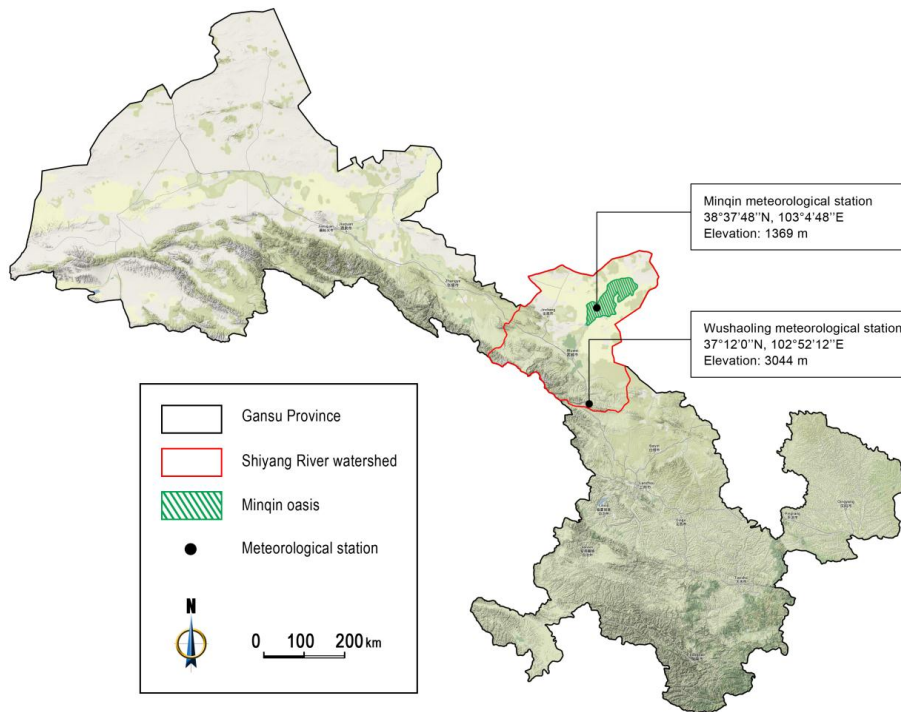 Minqin meteorological station
38°37'48''N, 103°4'48''E
Elevation: 1369 m
Wushaoling meteorological station
37°12'0''N, 102°52'12''E
Elevation: 3044 m
Gansu Province
Shiyang River watershed
Minqin oasis
Meteorological station
N
0 100 200 km